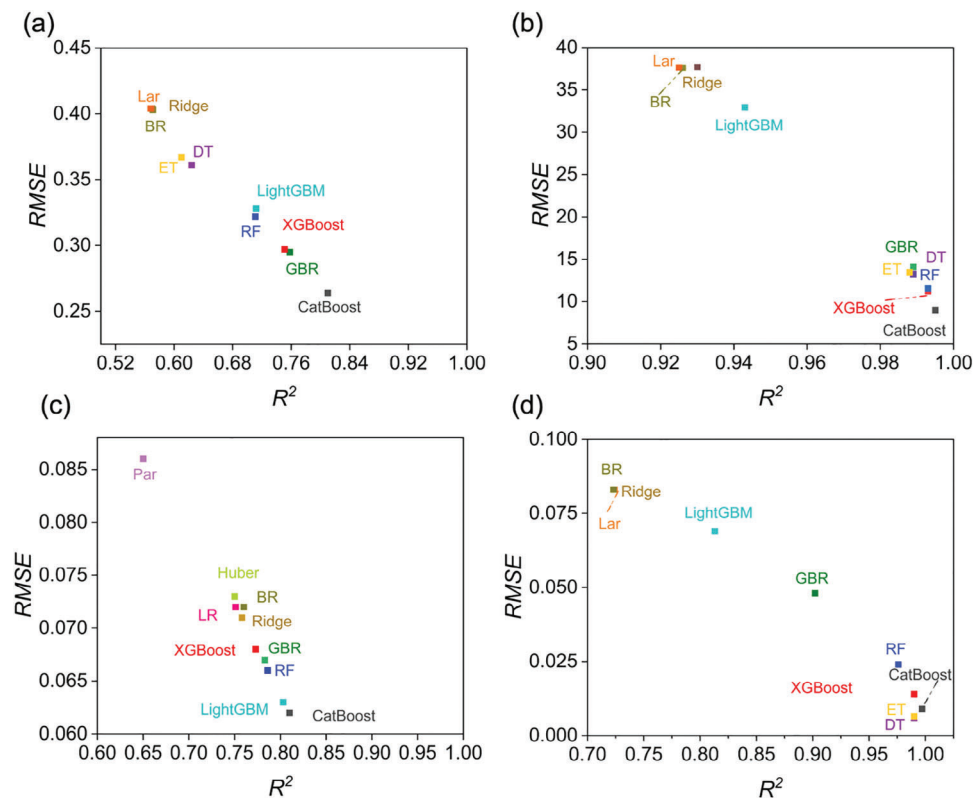 (a)
0.45
0.40
0.35
0.30
0.25
RMSE
Lar
Ridge
BR
ET
DT
LightGBM
RF
XGBoost
GBR
CatBoost
0.52 0.60 0.68 0.76 0.84 0.92 1.00
R²
(b)
40
35
30
25
20
15
10
5
RMSE
Lar
Ridge
BR
LightGBM
GBR
DT
ET
RF
XGBoost
CatBoost
0.90 0.92 0.94 0.96 0.98 1.00
R²
(c)
0.085
0.080
0.075
0.070
0.065
0.060
RMSE
Par
Huber
BR
LR
Ridge
XGBoost
GBR
RF
LightGBM
CatBoost
0.60 0.65 0.70 0.75 0.80 0.85 0.90 0.95 1.00
R²
(d)
0.100
0.075
0.050
0.025
0.000
RMSE
BR
Ridge
Lar
LightGBM
GBR
RF
CatBoost
XGBoost
ET
DT
0.70 0.75 0.80 0.85 0.90 0.95 1.00
R²